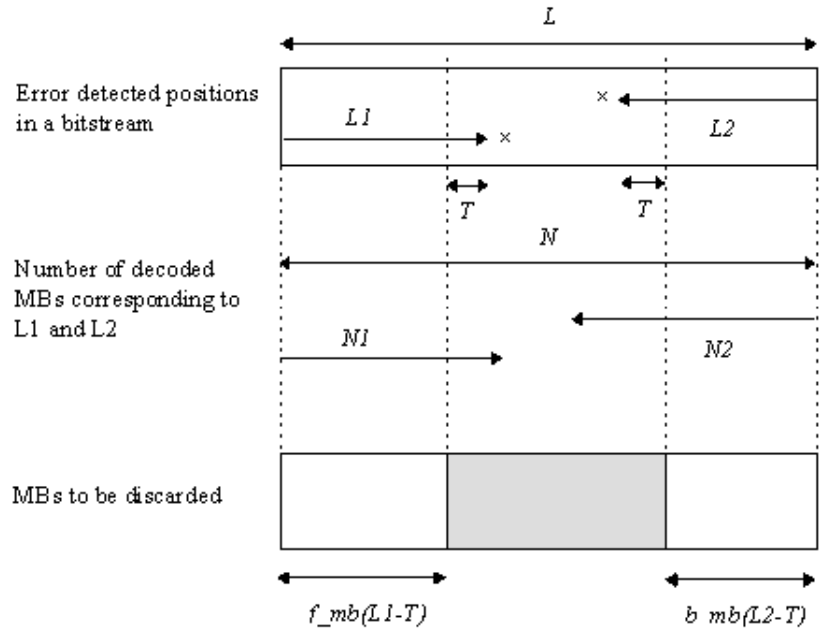 L
Error detected positions
in a bitstream
L1
×
×
L2
T
T
N
Number of decoded
MBs corresponding to
L1 and L2
N1
N2
MBs to be discarded
f_mb(L1-T)
b_mb(L2-T)